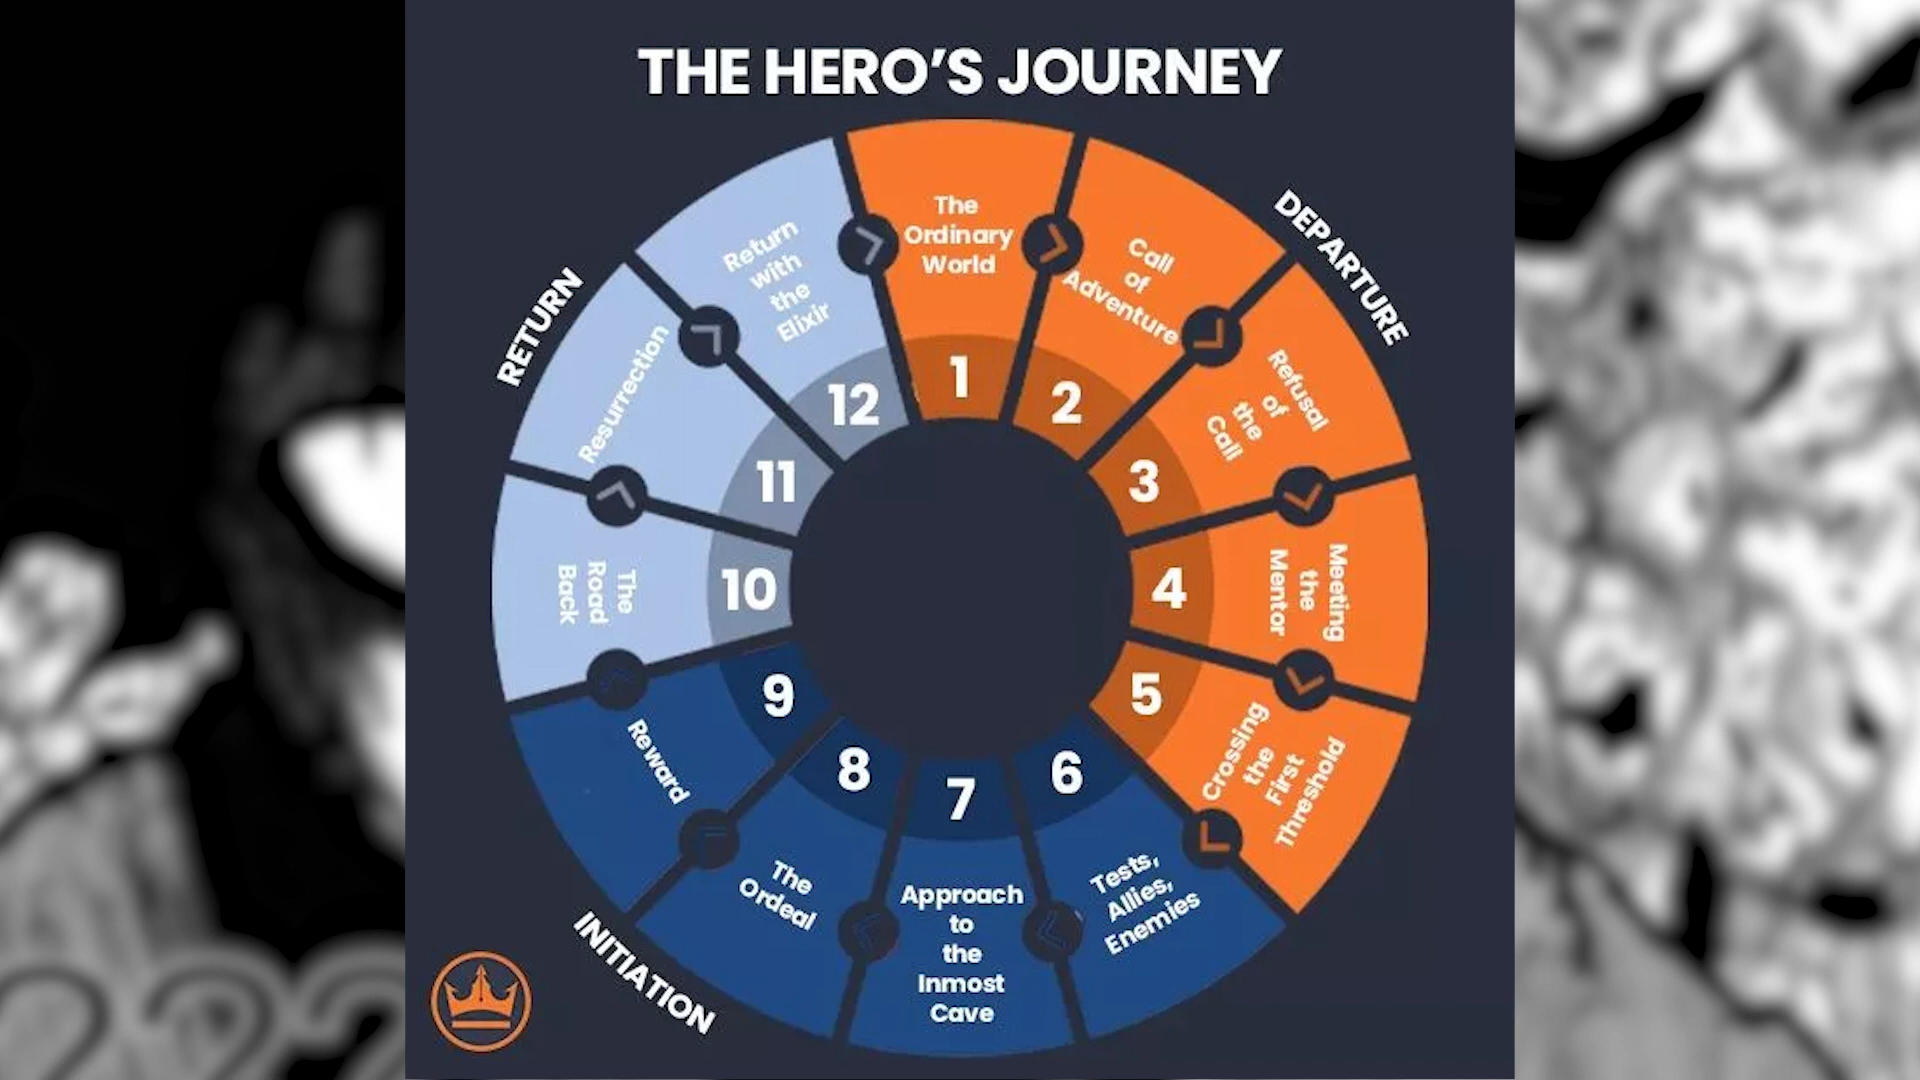 THE HERO'S JOURNEY
DEPARTURE
INITIATION
RETURN
1
The
Ordinary
World
2
Call
of
Adventure
3
Refusal
of
the
Call
4
Meeting
the
Mentor
5
Crossing
the
First
Threshold
6
Tests,
Allies,
Enemies
7
Approach
to
the
Inmost
Cave
8
The
Ordeal
9
Reward
10
The
Road
Back
11
Resurrection
12
Return
with
the
Elixir